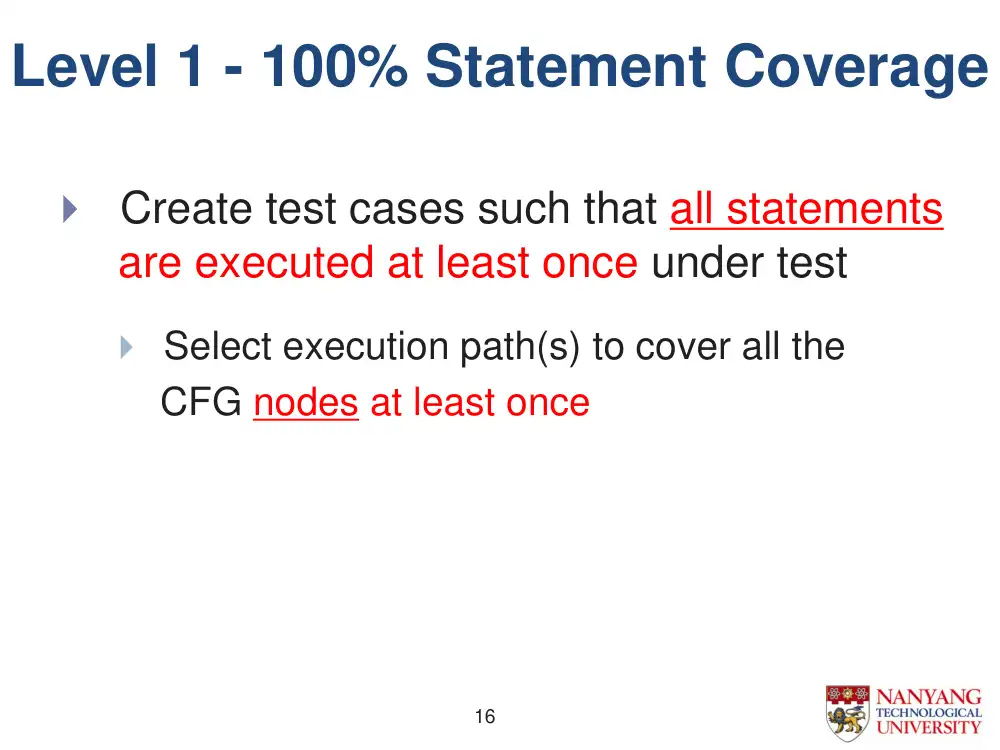 Level 1 - 100% Statement Coverage
Create test cases such that all statements
are executed at least once under test
Select execution path(s) to cover all the
CFG nodes at least once
16
NANYANG
TECHNOLOGICAL
UNIVERSITY